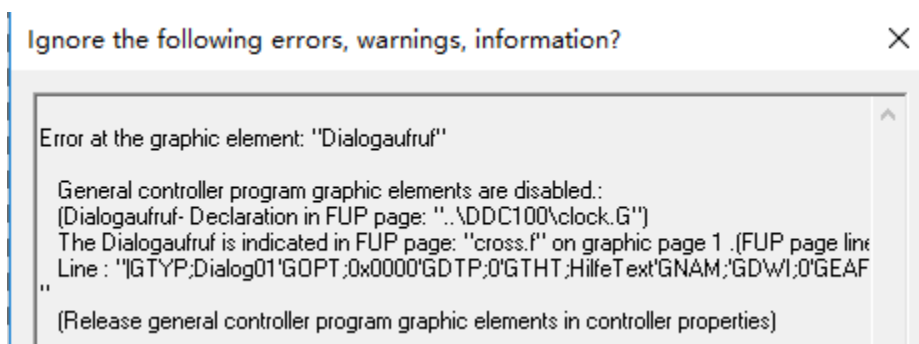 Ignore the following errors, warnings, information?
Error at the graphic element: "Dialogaufruf"
General controller program graphic elements are disabled.:
(Dialogaufruf- Declaration in FUP page: "..\DDC100\clock.G")
The Dialogaufruf is indicated in FUP page: "cross.f" on graphic page 1 .(FUP page line
Line : "|GTYP;Dialog01'GOPT;0x0000'GDTP;0'GTHT;HilfeText'GNAM;'GDWI;0'GEAF
"
(Release general controller program graphic elements in controller properties)